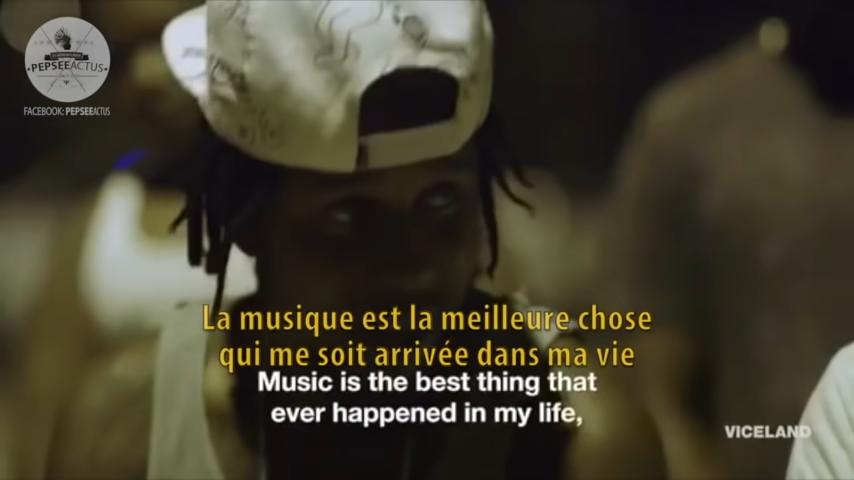 PEPSEEACTUS
FACEBOOK: PEPSEEACTUS
La musique est la meilleure chose
qui me soit arrivée dans ma vie
Music is the best thing that
ever happened in my life,
VICELAND